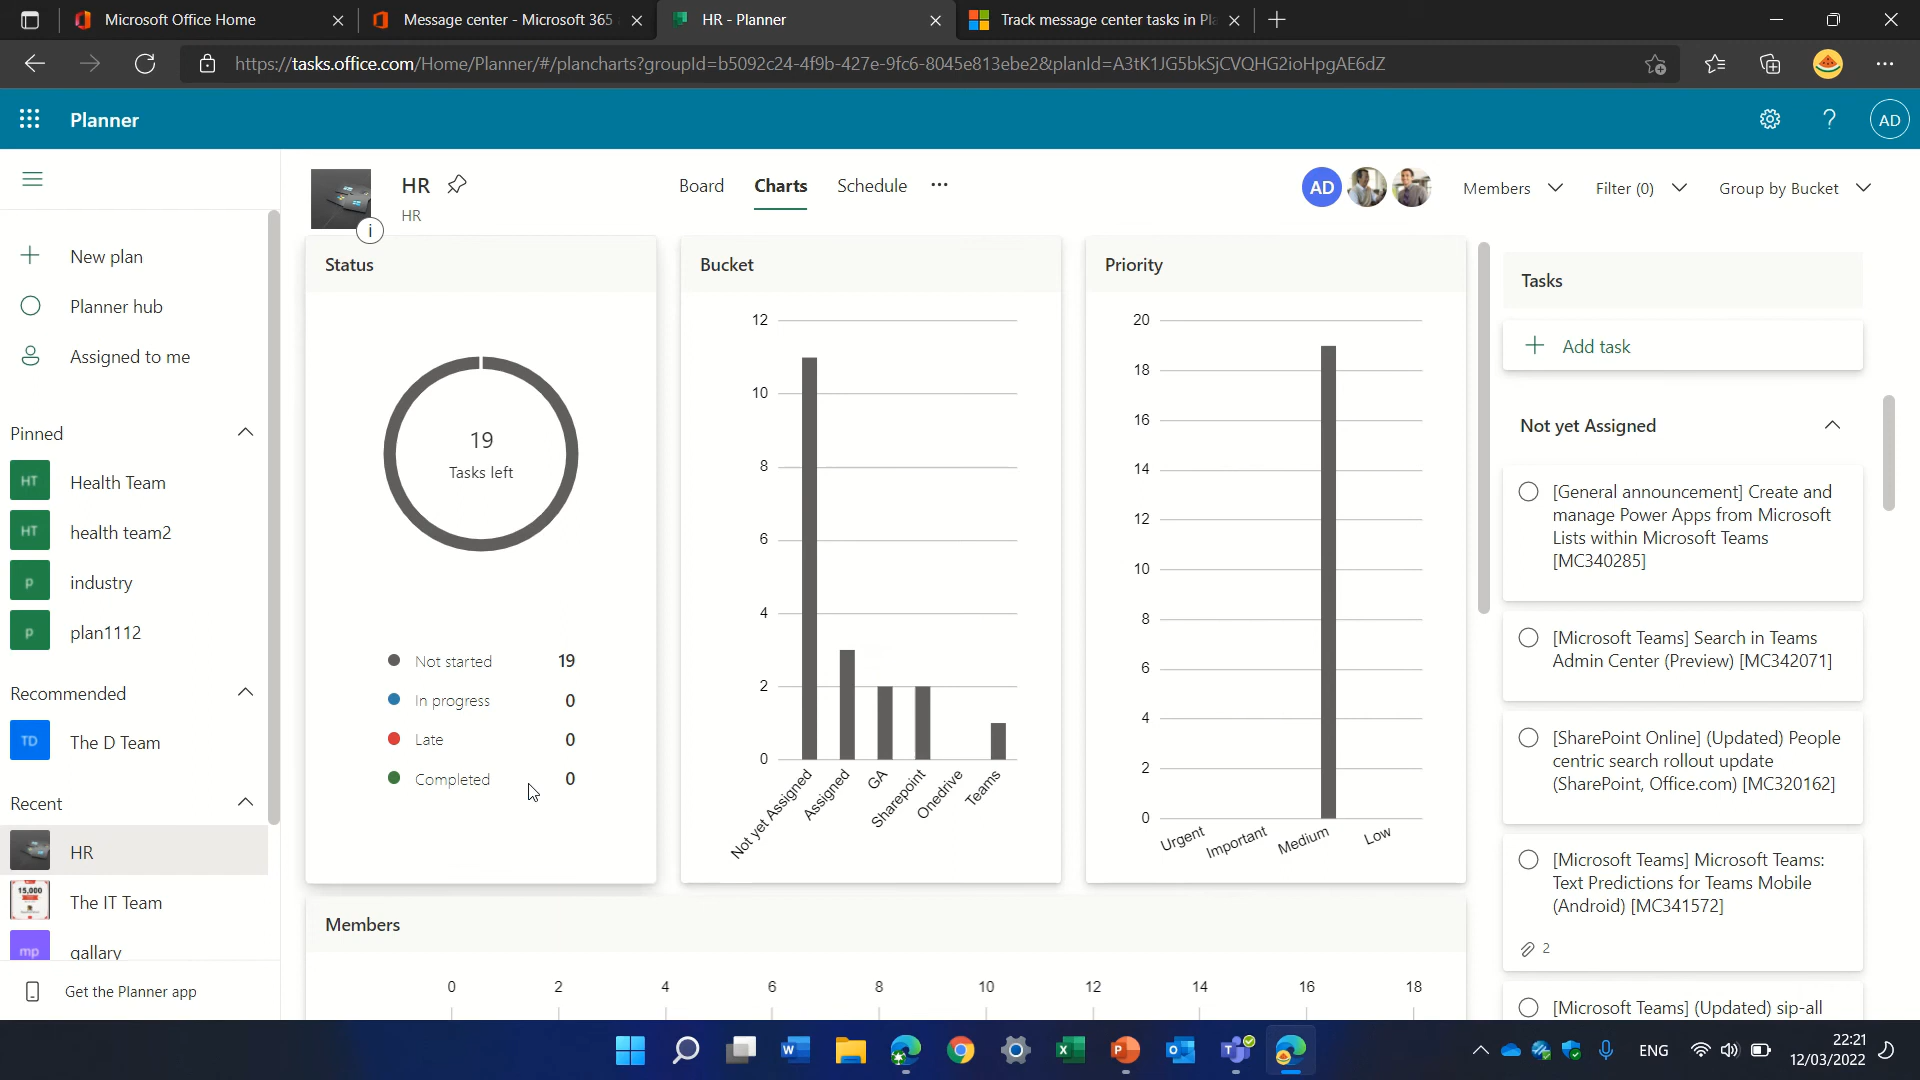 Microsoft Office Home
Message center - Microsoft 365
HR - Planner
Track message center tasks in Pla
https://tasks.office.com/Home/Planner/#/plancharts?groupId=b5092c24-4f9b-427e-9fc6-8045e813ebe2&planId=A3tK1JG5bkSjCVQHG2ioHpgAE6dZ
Planner
AD
New plan
Planner hub
Assigned to me
Pinned
HT Health Team
HT health team2
p industry
p plan1112
Recommended
TD The D Team
Recent
HR
15,000 The IT Team
mp gallary
Get the Planner app
HR
HR
Board Charts Schedule ...
AD
Members
Filter (0)
Group by Bucket
Status
19
Tasks left
Not started 19
In progress 0
Late 0
Completed 0
Bucket
12
10
8
6
4
2
0
Not yet Assigned
Assigned
GA
Sharepoint
Onedrive
Teams
Priority
20
18
16
14
12
10
8
6
4
2
0
Urgent
Important
Medium
Low
Members
0 2 4 6 8 10 12 14 16 18
Tasks
Add task
Not yet Assigned
[General announcement] Create and
manage Power Apps from Microsoft
Lists within Microsoft Teams
[MC340285]
[Microsoft Teams] Search in Teams
Admin Center (Preview) [MC342071]
[SharePoint Online] (Updated) People
centric search rollout update
(SharePoint, Office.com) [MC320162]
[Microsoft Teams] Microsoft Teams:
Text Predictions for Teams Mobile
(Android) [MC341572]
2
[Microsoft Teams] (Updated) sip-all
ENG
22:21
12/03/2022